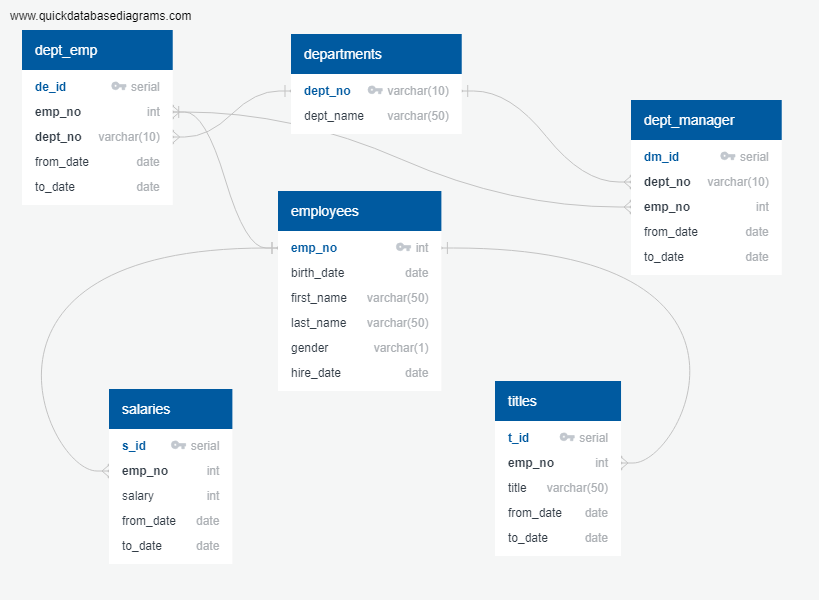 www.quickdatabasediagrams.com
dept_emp
de_id serial
emp_no int
dept_no varchar(10)
from_date date
to_date date
departments
dept_no varchar(10)
dept_name varchar(50)
dept_manager
dm_id serial
dept_no varchar(10)
emp_no int
from_date date
to_date date
employees
emp_no int
birth_date date
first_name varchar(50)
last_name varchar(50)
gender varchar(1)
hire_date date
salaries
s_id serial
emp_no int
salary int
from_date date
to_date date
titles
t_id serial
emp_no int
title varchar(50)
from_date date
to_date date